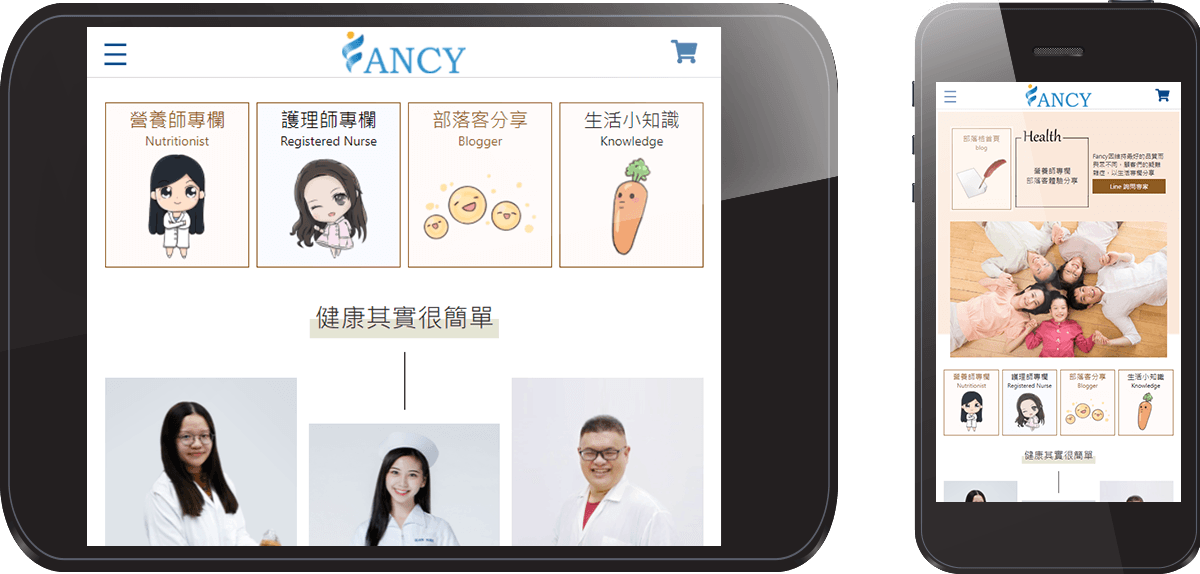 FANCY
營養師專欄
Nutritionist
護理師專欄
Registered Nurse
部落客分享
Blogger
生活小知識
Knowledge
健康其實很簡單
FANCY
部落格首頁
blog
Health
營養師專欄
部落客體驗分享
Fancy因維持最好的品質而
與眾不同，顧客們的疑難
雜症，以生活專欄分享
Line 詢問專家
營養師專欄
Nutritionist
護理師專欄
Registered Nurse
部落客分享
Blogger
生活小知識
Knowledge
健康其實很簡單